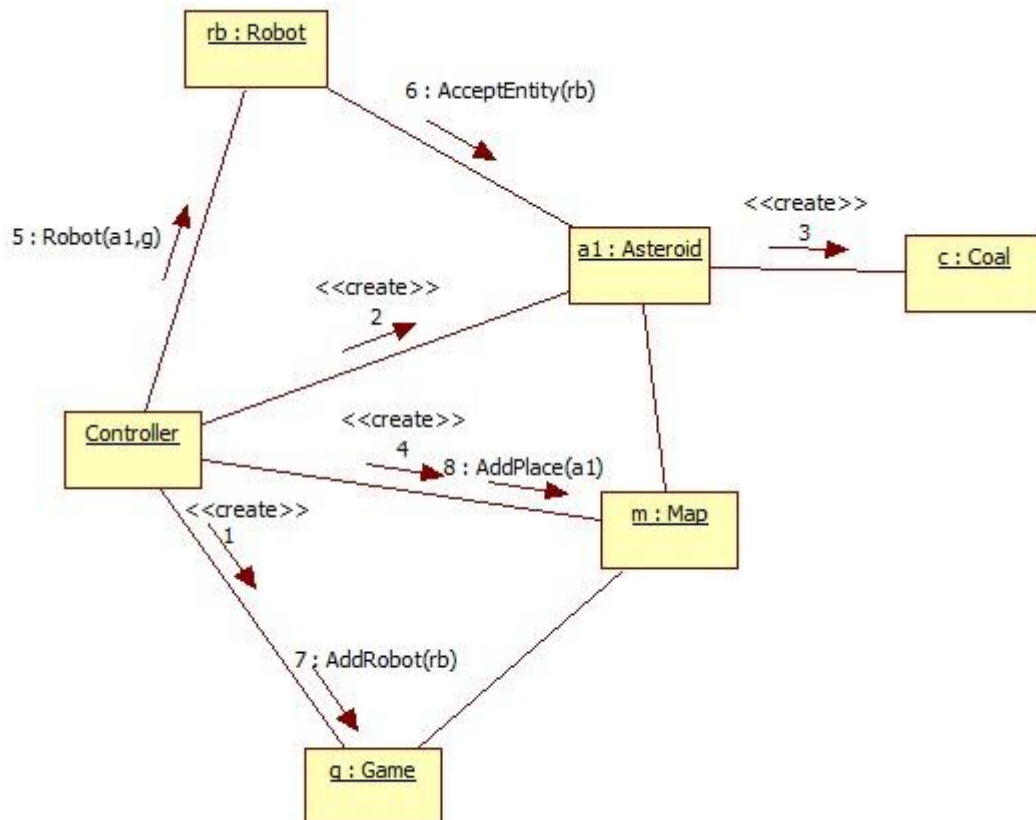 rb : Robot
6 : AcceptEntity(rb)
<<create>>
3
5 : Robot(a1,g)
a1 : Asteroid
c : Coal
<<create>>
2
Controller
<<create>>
4
8 : AddPlace(a1)
<<create>>
1
m : Map
7 : AddRobot(rb)
g : Game